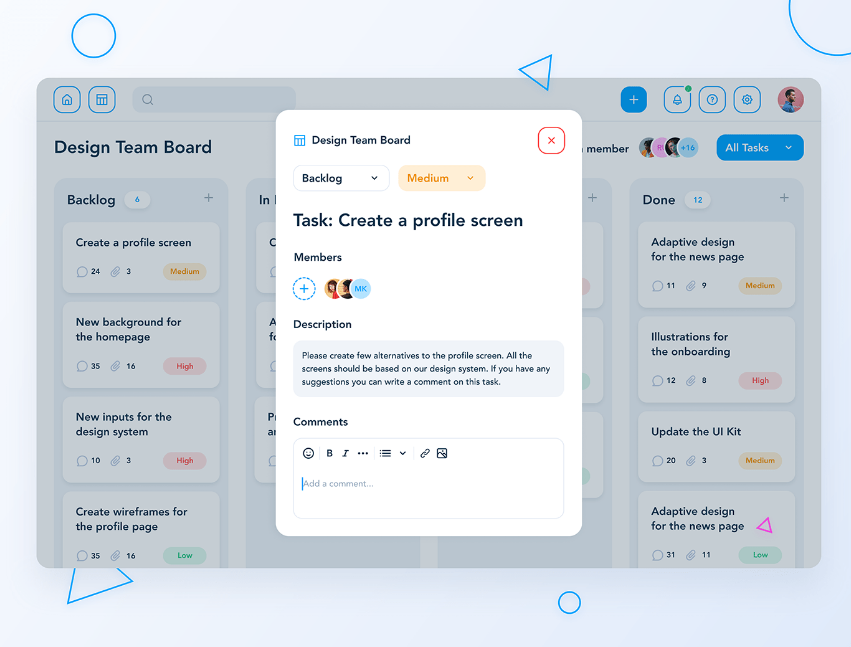 Design Team Board
member
+16
All Tasks
Backlog 6
Create a profile screen
24 3 Medium
New background for
the homepage
35 16 High
New inputs for the
design system
10 3 High
Create wireframes for
the profile page
35 16 Low
In
Design Team Board
Backlog
Medium
Task: Create a profile screen
Members
MK
Description
Please create few alternatives to the profile screen. All the
screens should be based on our design system. If you have any
suggestions you can write a comment on this task.
Comments
B I
Add a comment...
Done 12
Adaptive design
for the news page
11 9 Medium
Illustrations for
the onboarding
12 8 High
Update the UI Kit
20 3 Medium
Adaptive design
for the news page
31 11 Low